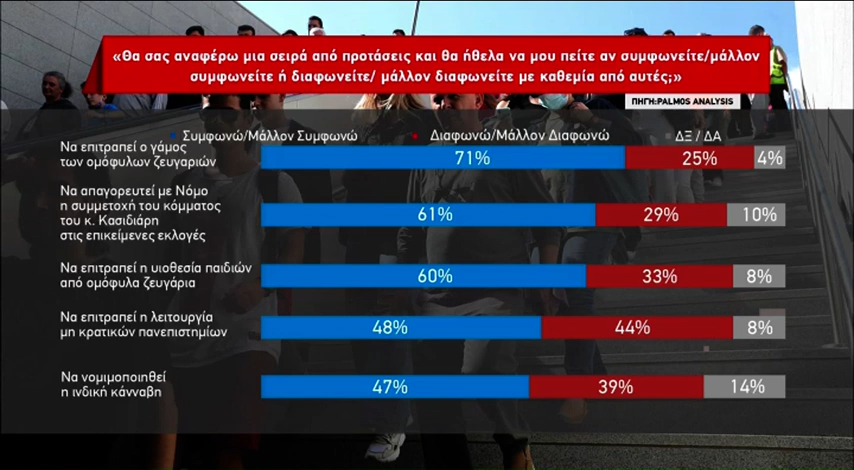 «Θα σας αναφέρω μια σειρά από προτάσεις και θα ήθελα να μου πείτε αν συμφωνείτε/μάλλον
συμφωνείτε ή διαφωνείτε/ μάλλον διαφωνείτε με καθεμία από αυτές;»
ΠΗΓΗ:PALMOS ANALYSIS
Συμφωνώ/Μάλλον Συμφωνώ Διαφωνώ/Μάλλον Διαφωνώ ΔΞ / ΔΑ
Να επιτραπεί ο γάμος
των ομόφυλων ζευγαριών
71% 25% 4%
Να απαγορευτεί με Νόμο
η συμμετοχή του κόμματος
του κ. Κασιδιάρη
στις επικείμενες εκλογές
61% 29% 10%
Να επιτραπεί η υιοθεσία παιδιών
από ομόφυλα ζευγάρια
60% 33% 8%
Να επιτραπεί η λειτουργία
μη κρατικών πανεπιστημίων
48% 44% 8%
Να νομιμοποιηθεί
η ινδική κάνναβη
47% 39% 14%